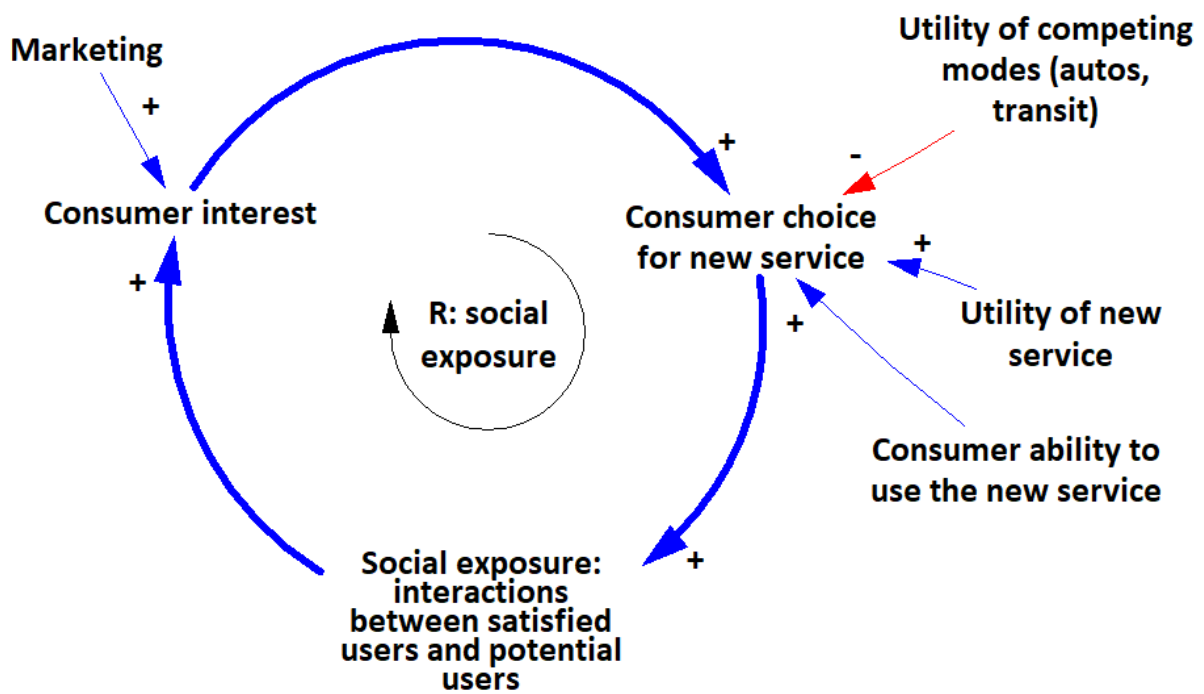 Marketing
+
Utility of competing
modes (autos,
transit)
+
-
Consumer interest
Consumer choice
for new service
+
+
R: social
exposure
+
Utility of new
service
Consumer ability to
use the new service
Social exposure:
interactions
between satisfied
users and potential
users
+